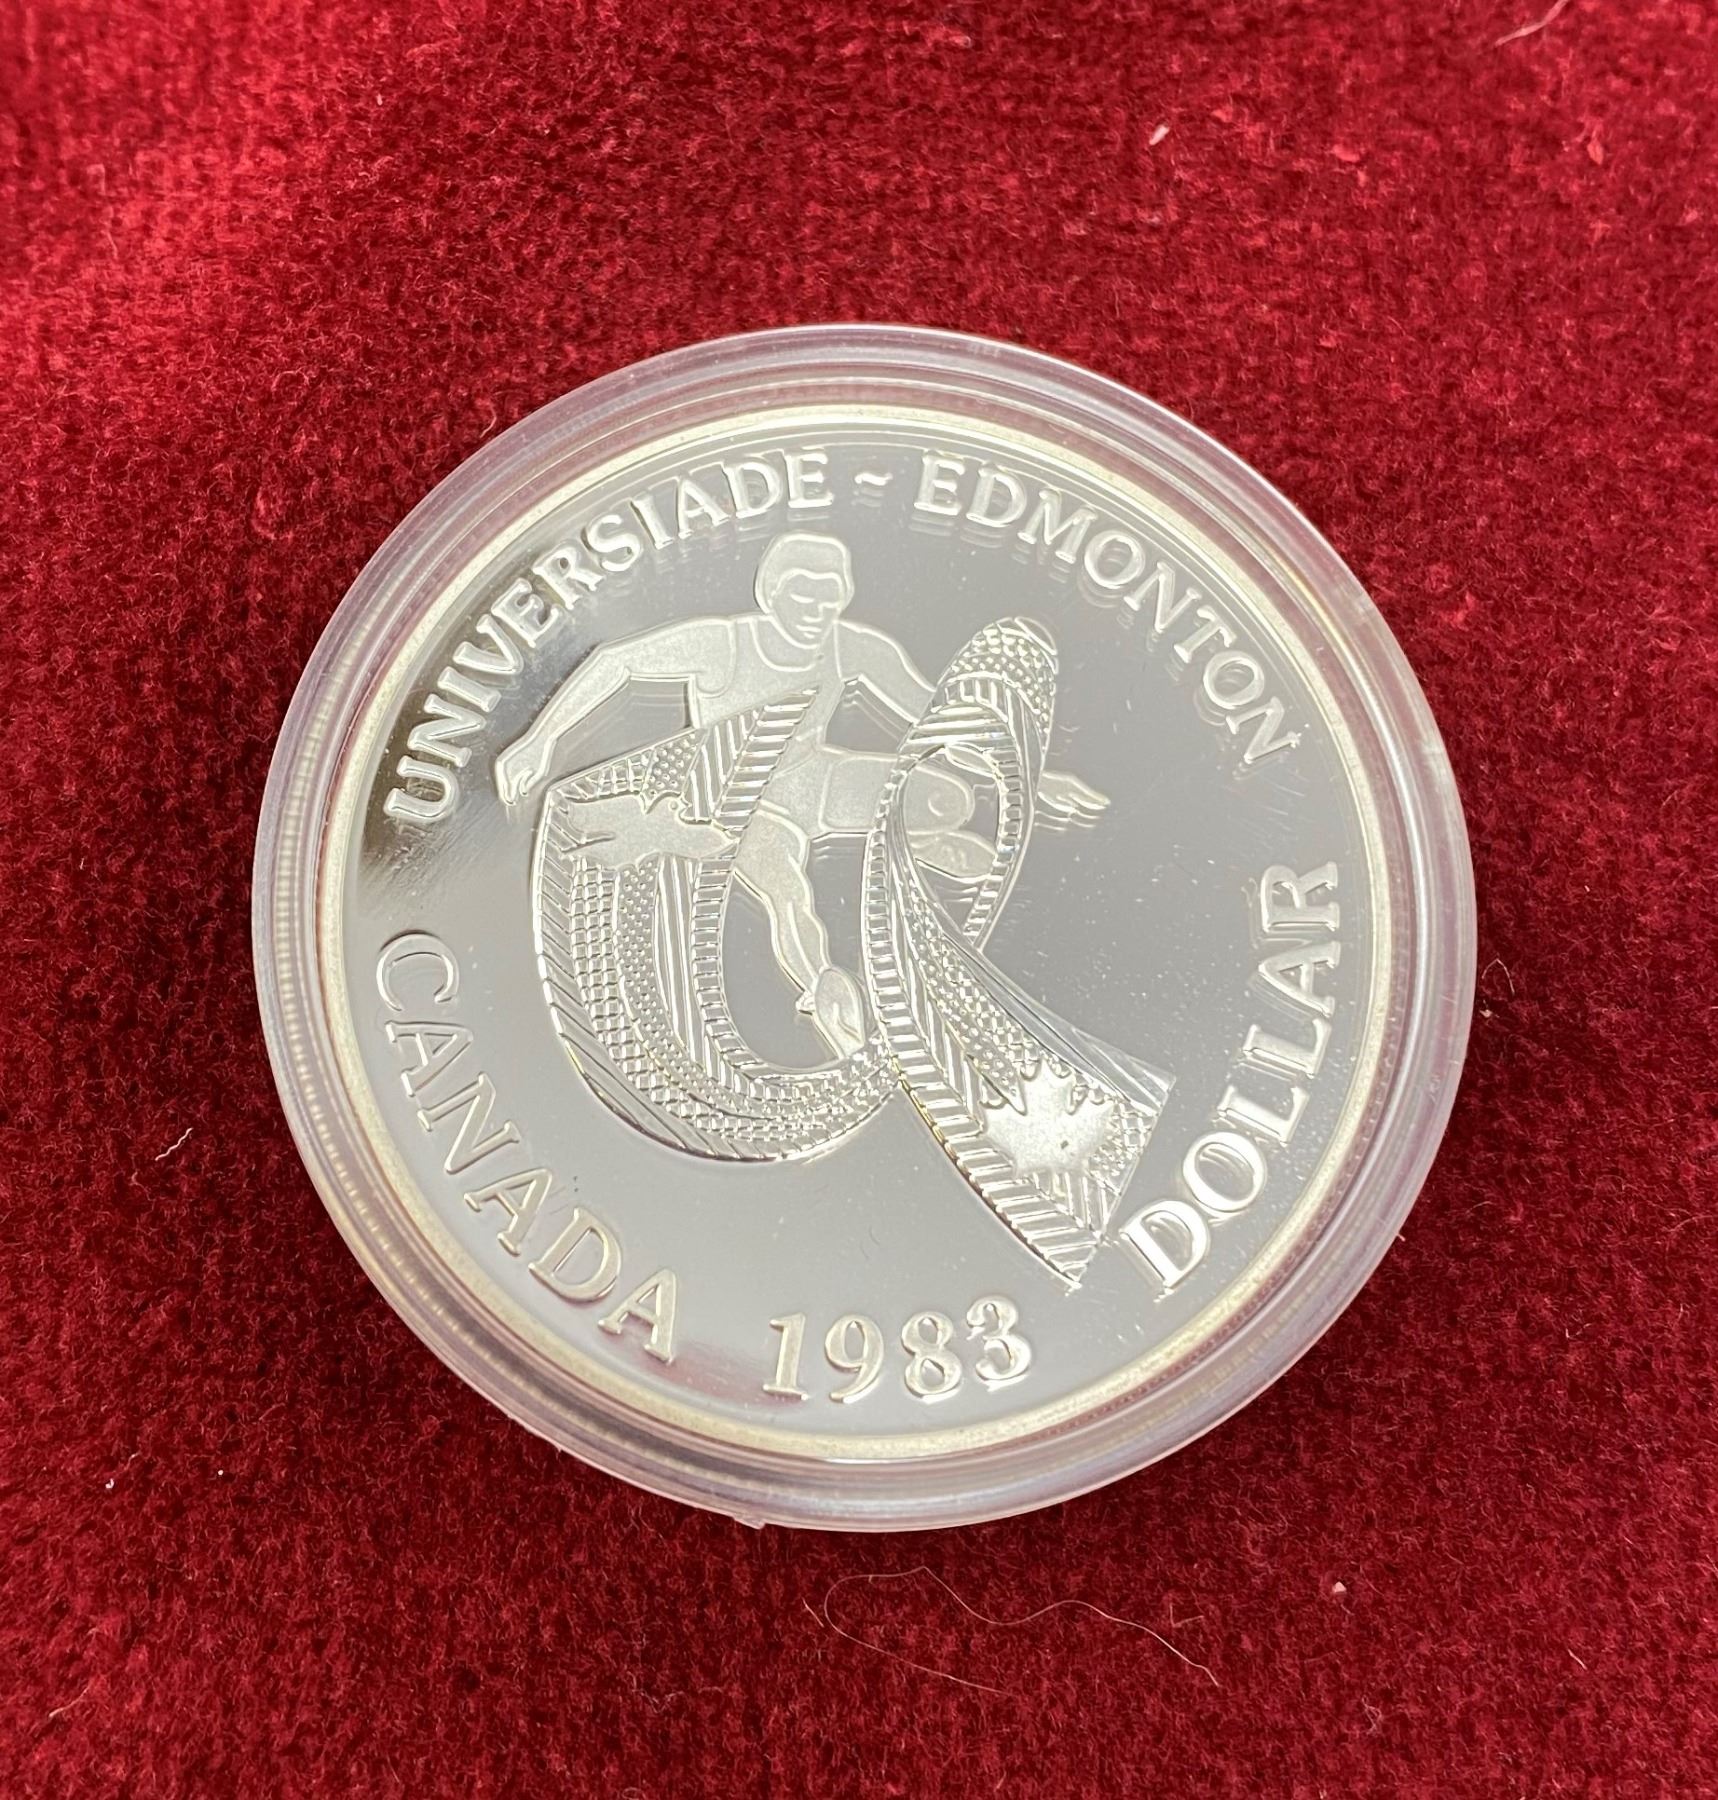 UNIVERSIADE ~ EDMONTON
CANADA 1983 DOLLAR